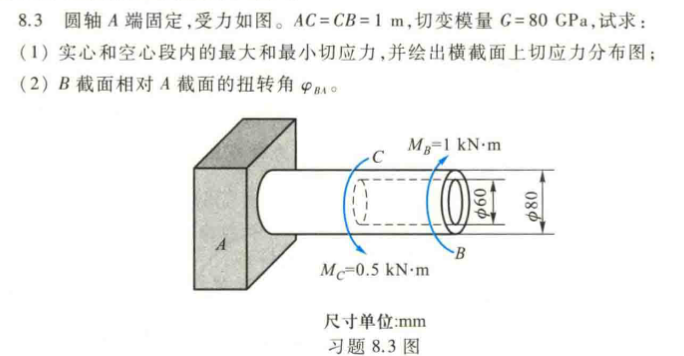 8.3 圆轴 A 端固定,受力如图。AC=CB=1 m,切变模量 G=80 GPa,试求:
(1) 实心和空心段内的最大和最小切应力,并绘出横截面上切应力分布图;
(2) B 截面相对 A 截面的扭转角 φ_BA。
M_B=1 kN·m
C
φ60
φ80
A
B
M_C=0.5 kN·m
尺寸单位:mm
习题 8.3 图